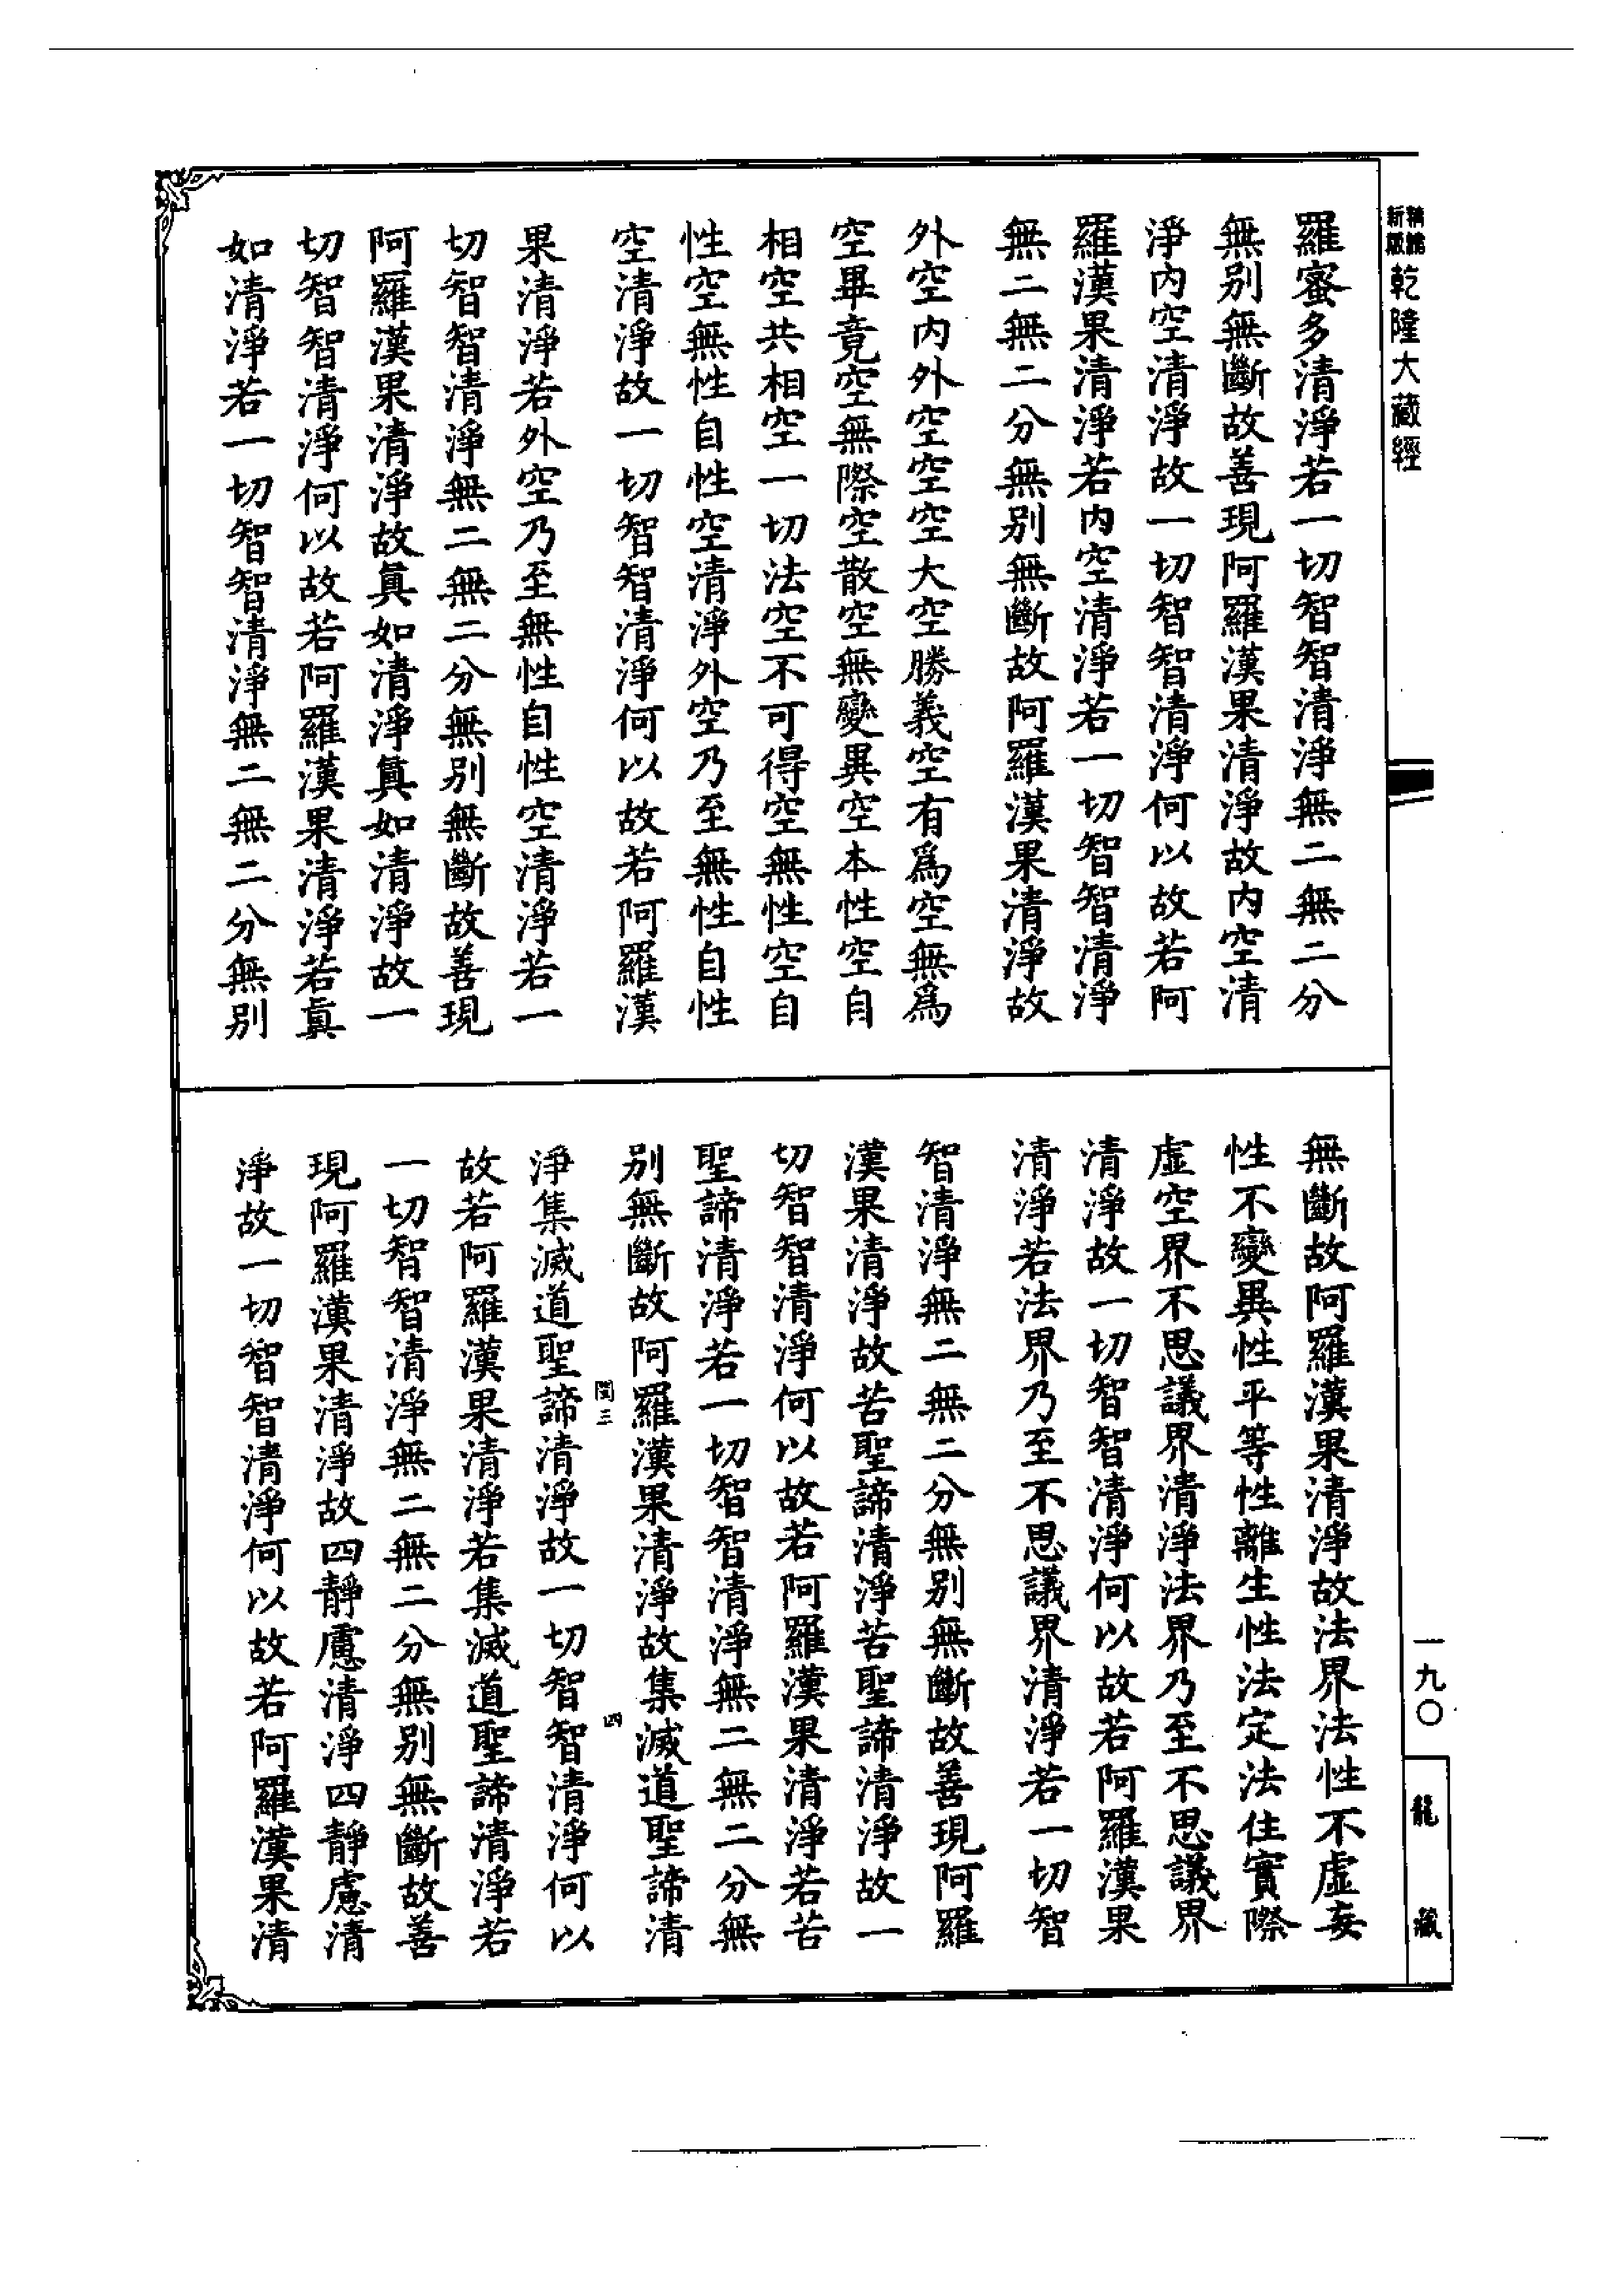 新版
精緻
乾隆大藏經
羅蜜多清淨若一切智智清淨無二無二分
無别無斷故善現阿羅漢果清淨故内空清
淨内空清淨故一切智智清淨何以故若阿
羅漢果清淨若内空清淨若一切智智清淨
無二無二分無别無斷故阿羅漢果清淨故
外空内外空空空大空勝義空有爲空無爲
空畢竟空無際空散空無變異空本性空自
相空共相空一切法空不可得空無性空自
性空無性自性空清淨外空乃至無性自性
空清淨故一切智智清淨何以故若阿羅漢
果清淨若外空乃至無性自性空清淨若一
切智智清淨無二無二分無别無斷故善現
阿羅漢果清淨故眞如清淨眞如清淨故一
切智智清淨何以故若阿羅漢果清淨若眞
如清淨若一切智智清淨無二無二分無别
無斷故阿羅漢果清淨故法界法性不虛妄
性不變異性平等性離生性法定法住實際
虛空界不思議界清淨法界乃至不思議界
清淨故一切智智清淨何以故若阿羅漢果
清淨若法界乃至不思議界清淨若一切智
智清淨無二無二分無别無斷故善現阿羅
漢果清淨故苦聖諦清淨苦聖諦清淨故一
切智智清淨何以故若阿羅漢果清淨若苦
聖諦清淨若一切智智清淨無二無二分無
别無斷故阿羅漢果清淨故集滅道聖諦清
閏三
四
淨集滅道聖諦清淨故一切智智清淨何以
故若阿羅漢果清淨若集滅道聖諦清淨若
一切智智清淨無二無二分無别無斷故善
現阿羅漢果清淨故四靜慮清淨四靜慮清
淨故一切智智清淨何以故若阿羅漢果清
一九〇
龍藏